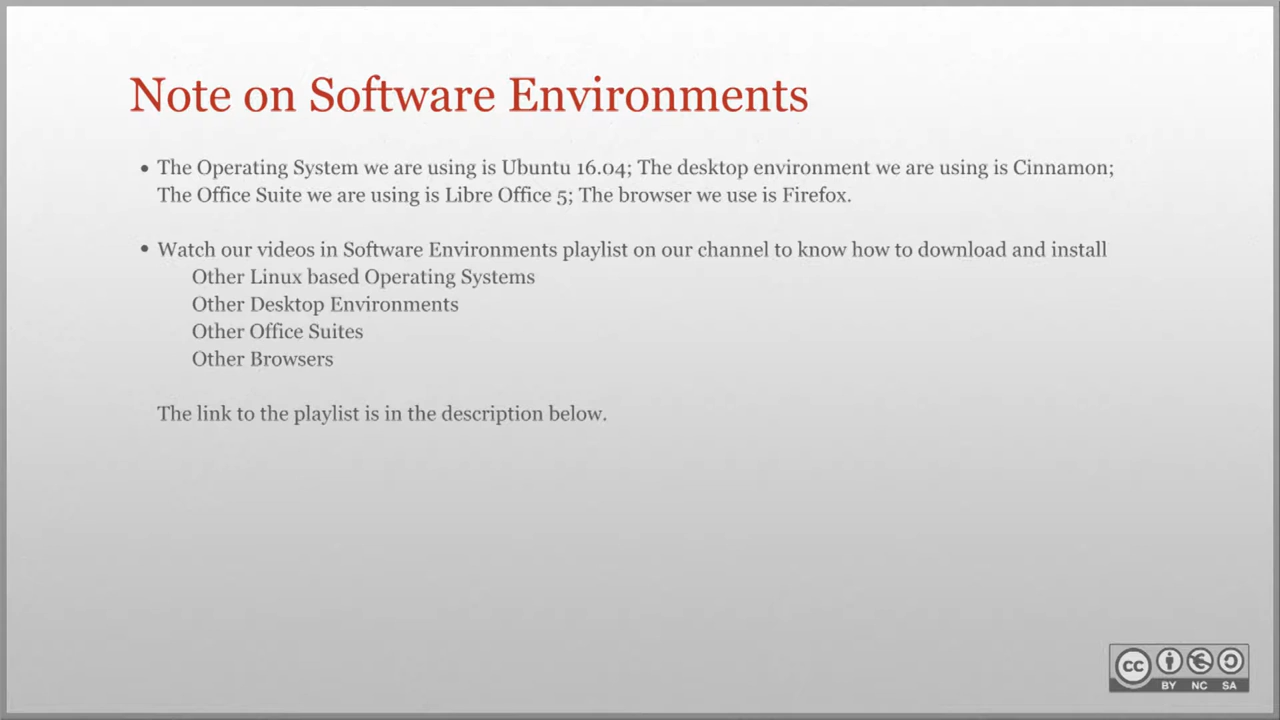 Note on Software Environments
• The Operating System we are using is Ubuntu 16.04; The desktop environment we are using is Cinnamon;
The Office Suite we are using is Libre Office 5; The browser we use is Firefox.
• Watch our videos in Software Environments playlist on our channel to know how to download and install
Other Linux based Operating Systems
Other Desktop Environments
Other Office Suites
Other Browsers
The link to the playlist is in the description below.
cc
BY NC SA